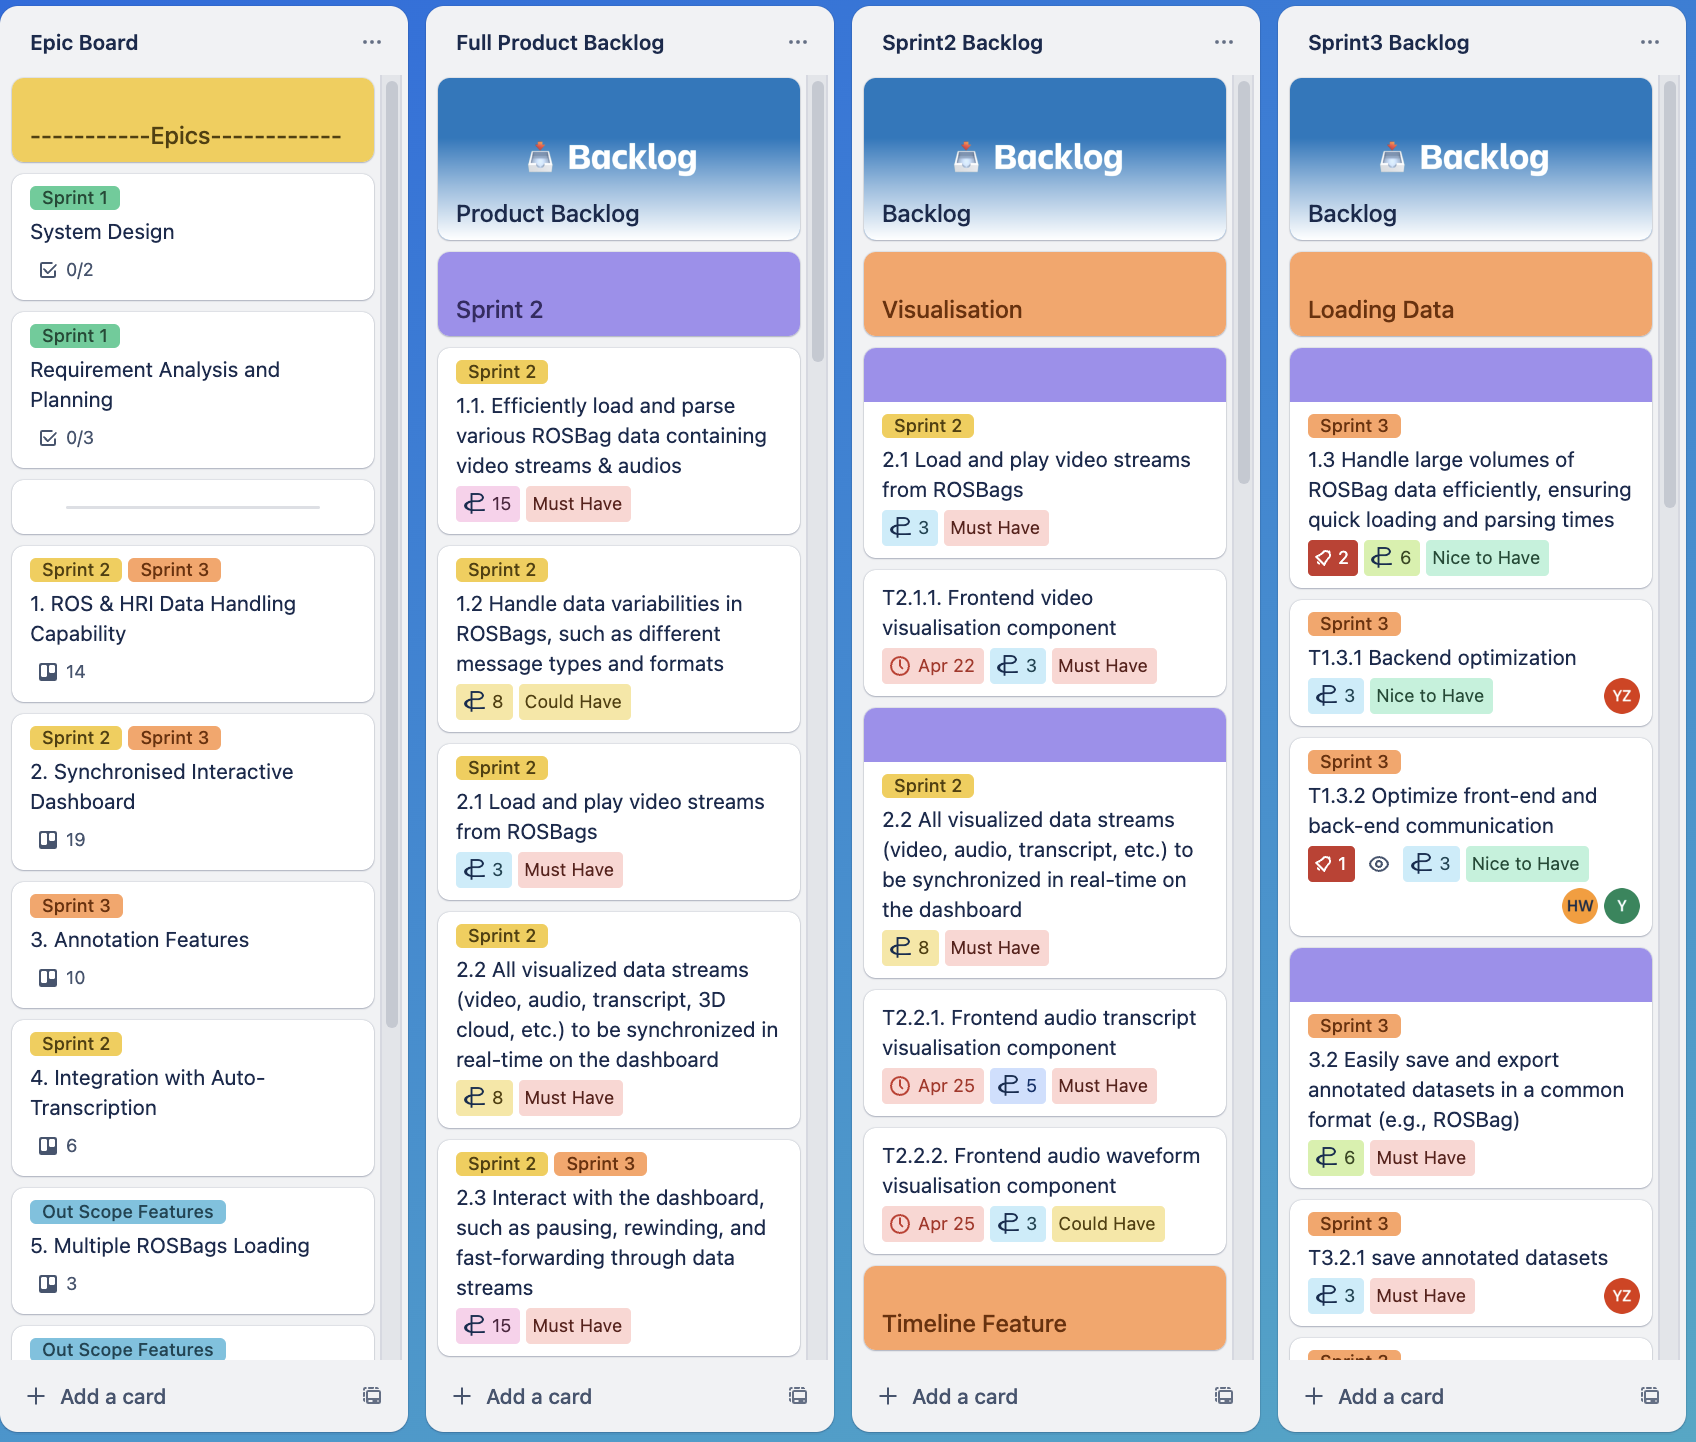 Epic Board
-----------Epics------------
Sprint 1
System Design
0/2
Sprint 1
Requirement Analysis and
Planning
0/3
Sprint 2 Sprint 3
1. ROS & HRI Data Handling
Capability
14
Sprint 2 Sprint 3
2. Synchronised Interactive
Dashboard
19
Sprint 3
3. Annotation Features
10
Sprint 2
4. Integration with Auto-
Transcription
6
Out Scope Features
5. Multiple ROSBags Loading
3
Out Scope Features
Add a card
Full Product Backlog
Backlog
Product Backlog
Sprint 2
Sprint 2
1.1. Efficiently load and parse
various ROSBag data containing
video streams & audios
15 Must Have
Sprint 2
1.2 Handle data variabilities in
ROSBags, such as different
message types and formats
8 Could Have
Sprint 2
2.1 Load and play video streams
from ROSBags
3 Must Have
Sprint 2
2.2 All visualized data streams
(video, audio, transcript, 3D
cloud, etc.) to be synchronized in
real-time on the dashboard
8 Must Have
Sprint 2 Sprint 3
2.3 Interact with the dashboard,
such as pausing, rewinding, and
fast-forwarding through data
streams
15 Must Have
Add a card
Sprint2 Backlog
Backlog
Backlog
Visualisation
Sprint 2
2.1 Load and play video streams
from ROSBags
3 Must Have
T2.1.1. Frontend video
visualisation component
Apr 22 3 Must Have
Sprint 2
2.2 All visualized data streams
(video, audio, transcript, etc.) to
be synchronized in real-time on
the dashboard
8 Must Have
T2.2.1. Frontend audio transcript
visualisation component
Apr 25 5 Must Have
T2.2.2. Frontend audio waveform
visualisation component
Apr 25 3 Could Have
Timeline Feature
Add a card
Sprint3 Backlog
Backlog
Backlog
Loading Data
Sprint 3
1.3 Handle large volumes of
ROSBag data efficiently, ensuring
quick loading and parsing times
2 6 Nice to Have
Sprint 3
T1.3.1 Backend optimization
3 Nice to Have YZ
Sprint 3
T1.3.2 Optimize front-end and
back-end communication
1 3 Nice to Have
HW Y
Sprint 3
3.2 Easily save and export
annotated datasets in a common
format (e.g., ROSBag)
6 Must Have
Sprint 3
T3.2.1 save annotated datasets
3 Must Have YZ
Sprint 3
Add a card